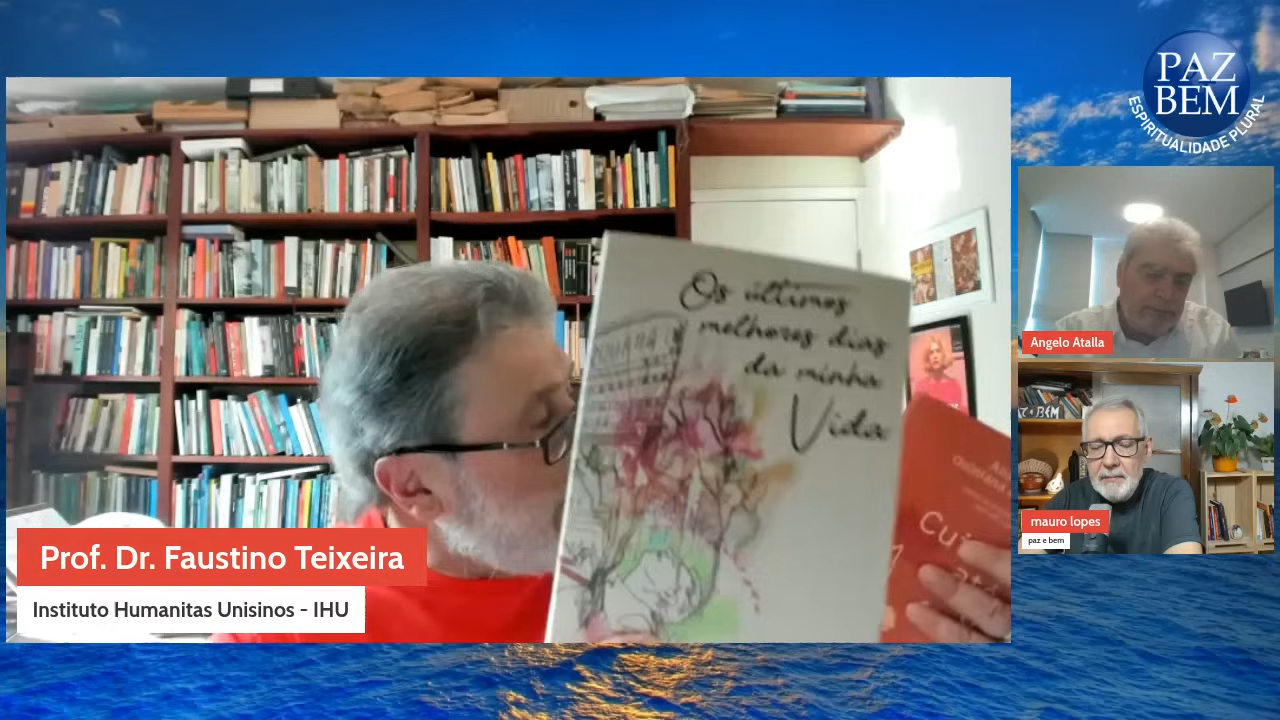 PAZ
BEM
ESPIRITUALIDADE PLURAL
Os últimos
melhores dias
da minha
Vida
Angelo Atalla
mauro lopes
paz e bem
Prof. Dr. Faustino Teixeira
Instituto Humanitas Unisinos - IHU